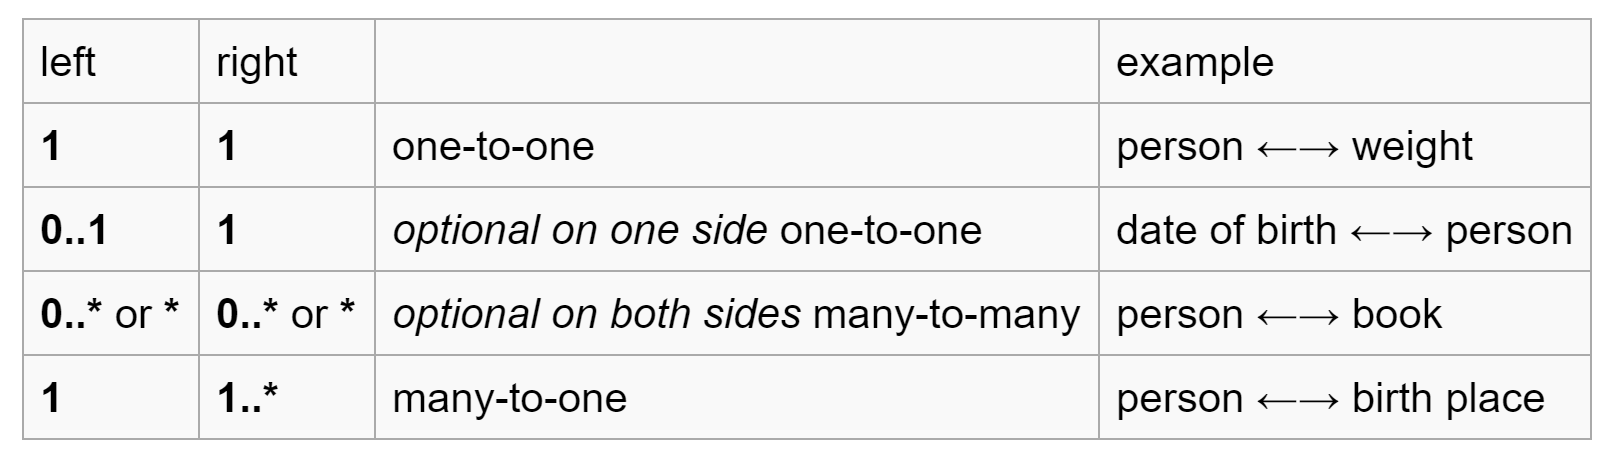 left right example
1 1 one-to-one person ←→ weight
0..1 1 optional on one side one-to-one date of birth ←→ person
0..* or * 0..* or * optional on both sides many-to-many person ←→ book
1 1..* many-to-one person ←→ birth place